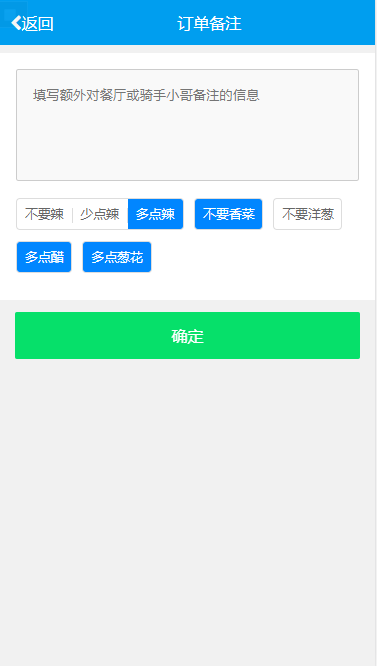 返回 订单备注
填写额外对餐厅或骑手小哥备注的信息
不要辣 少点辣 多点辣 不要香菜 不要洋葱
多点醋 多点葱花
确定